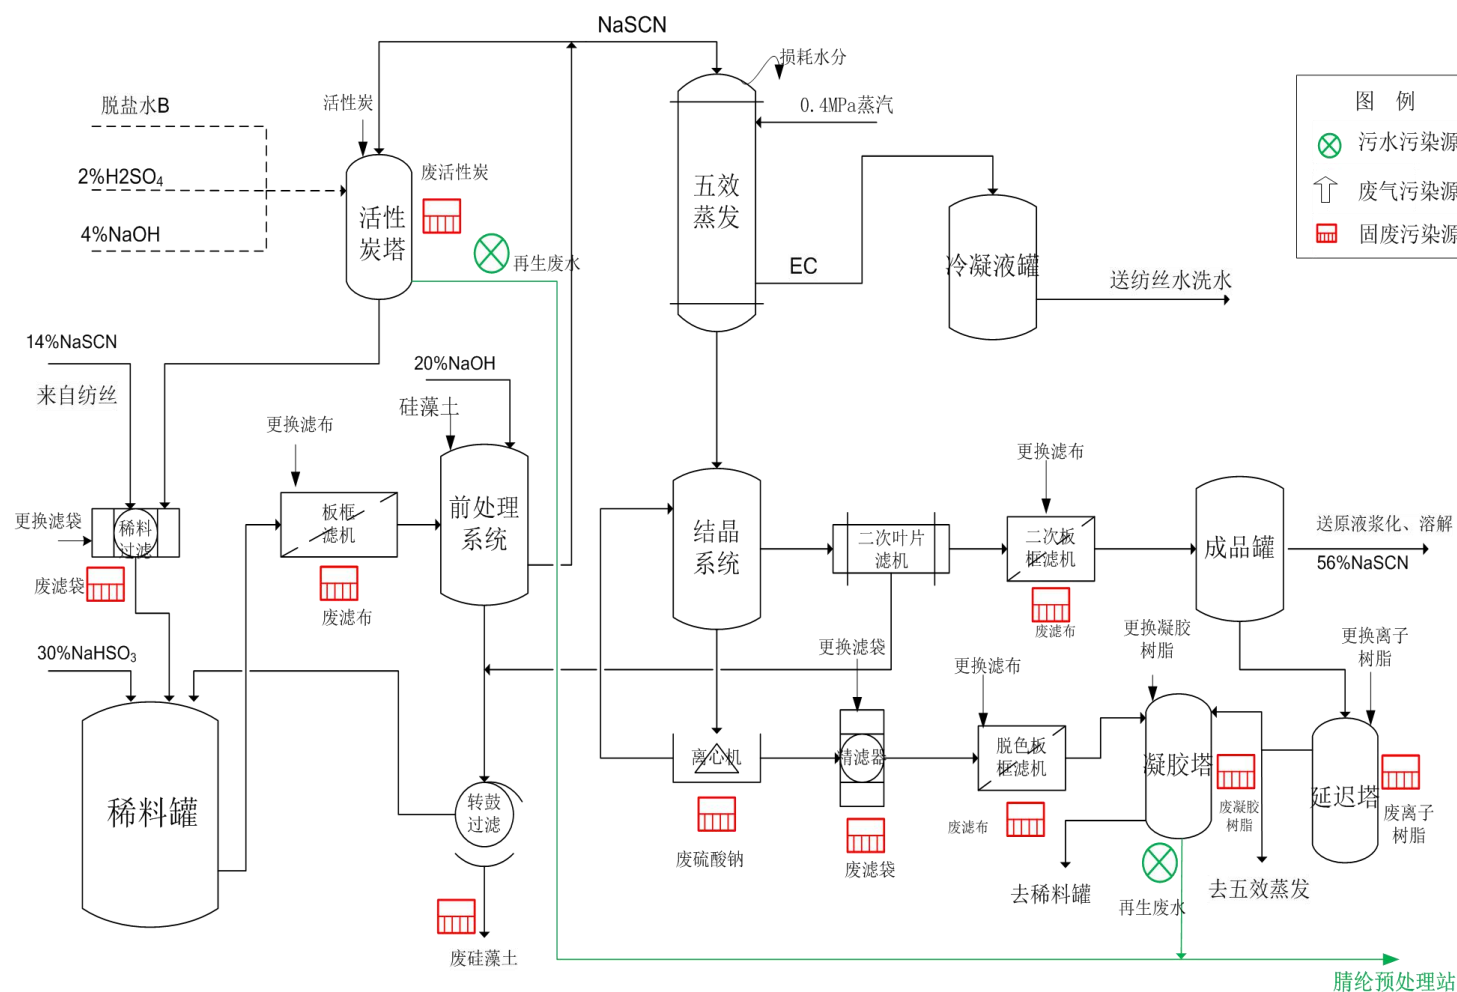 NaSCN
损耗水分
脱盐水B
活性炭
0.4MPa蒸汽
图 例
污水污染源
2%H2SO₄
废活性炭
五效
蒸发
废气污染源
4%NaOH
活性
炭塔
固废污染源
再生废水
EC
冷凝液罐
送纺丝水洗水
14%NaSCN
20%NaOH
来自纺丝
硅藻土
更换滤布
更换滤布
更换滤袋
稀料
过滤
板框
滤机
前处理
系统
结晶
系统
二次叶片
滤机
二次板
框滤机
成品罐
送原液浆化、溶解
56%NaSCN
废滤袋
废滤布
废滤布
更换凝胶
树脂
更换离子
树脂
30%NaHSO₃
更换滤袋
更换滤布
离心机
精滤器
脱色板
框滤机
凝胶塔
延迟塔
稀料罐
转鼓
过滤
废滤布
废凝胶
树脂
废离子
树脂
废硫酸钠
废滤袋
去稀料罐
去五效蒸发
再生废水
废硅藻土
腈纶预处理站